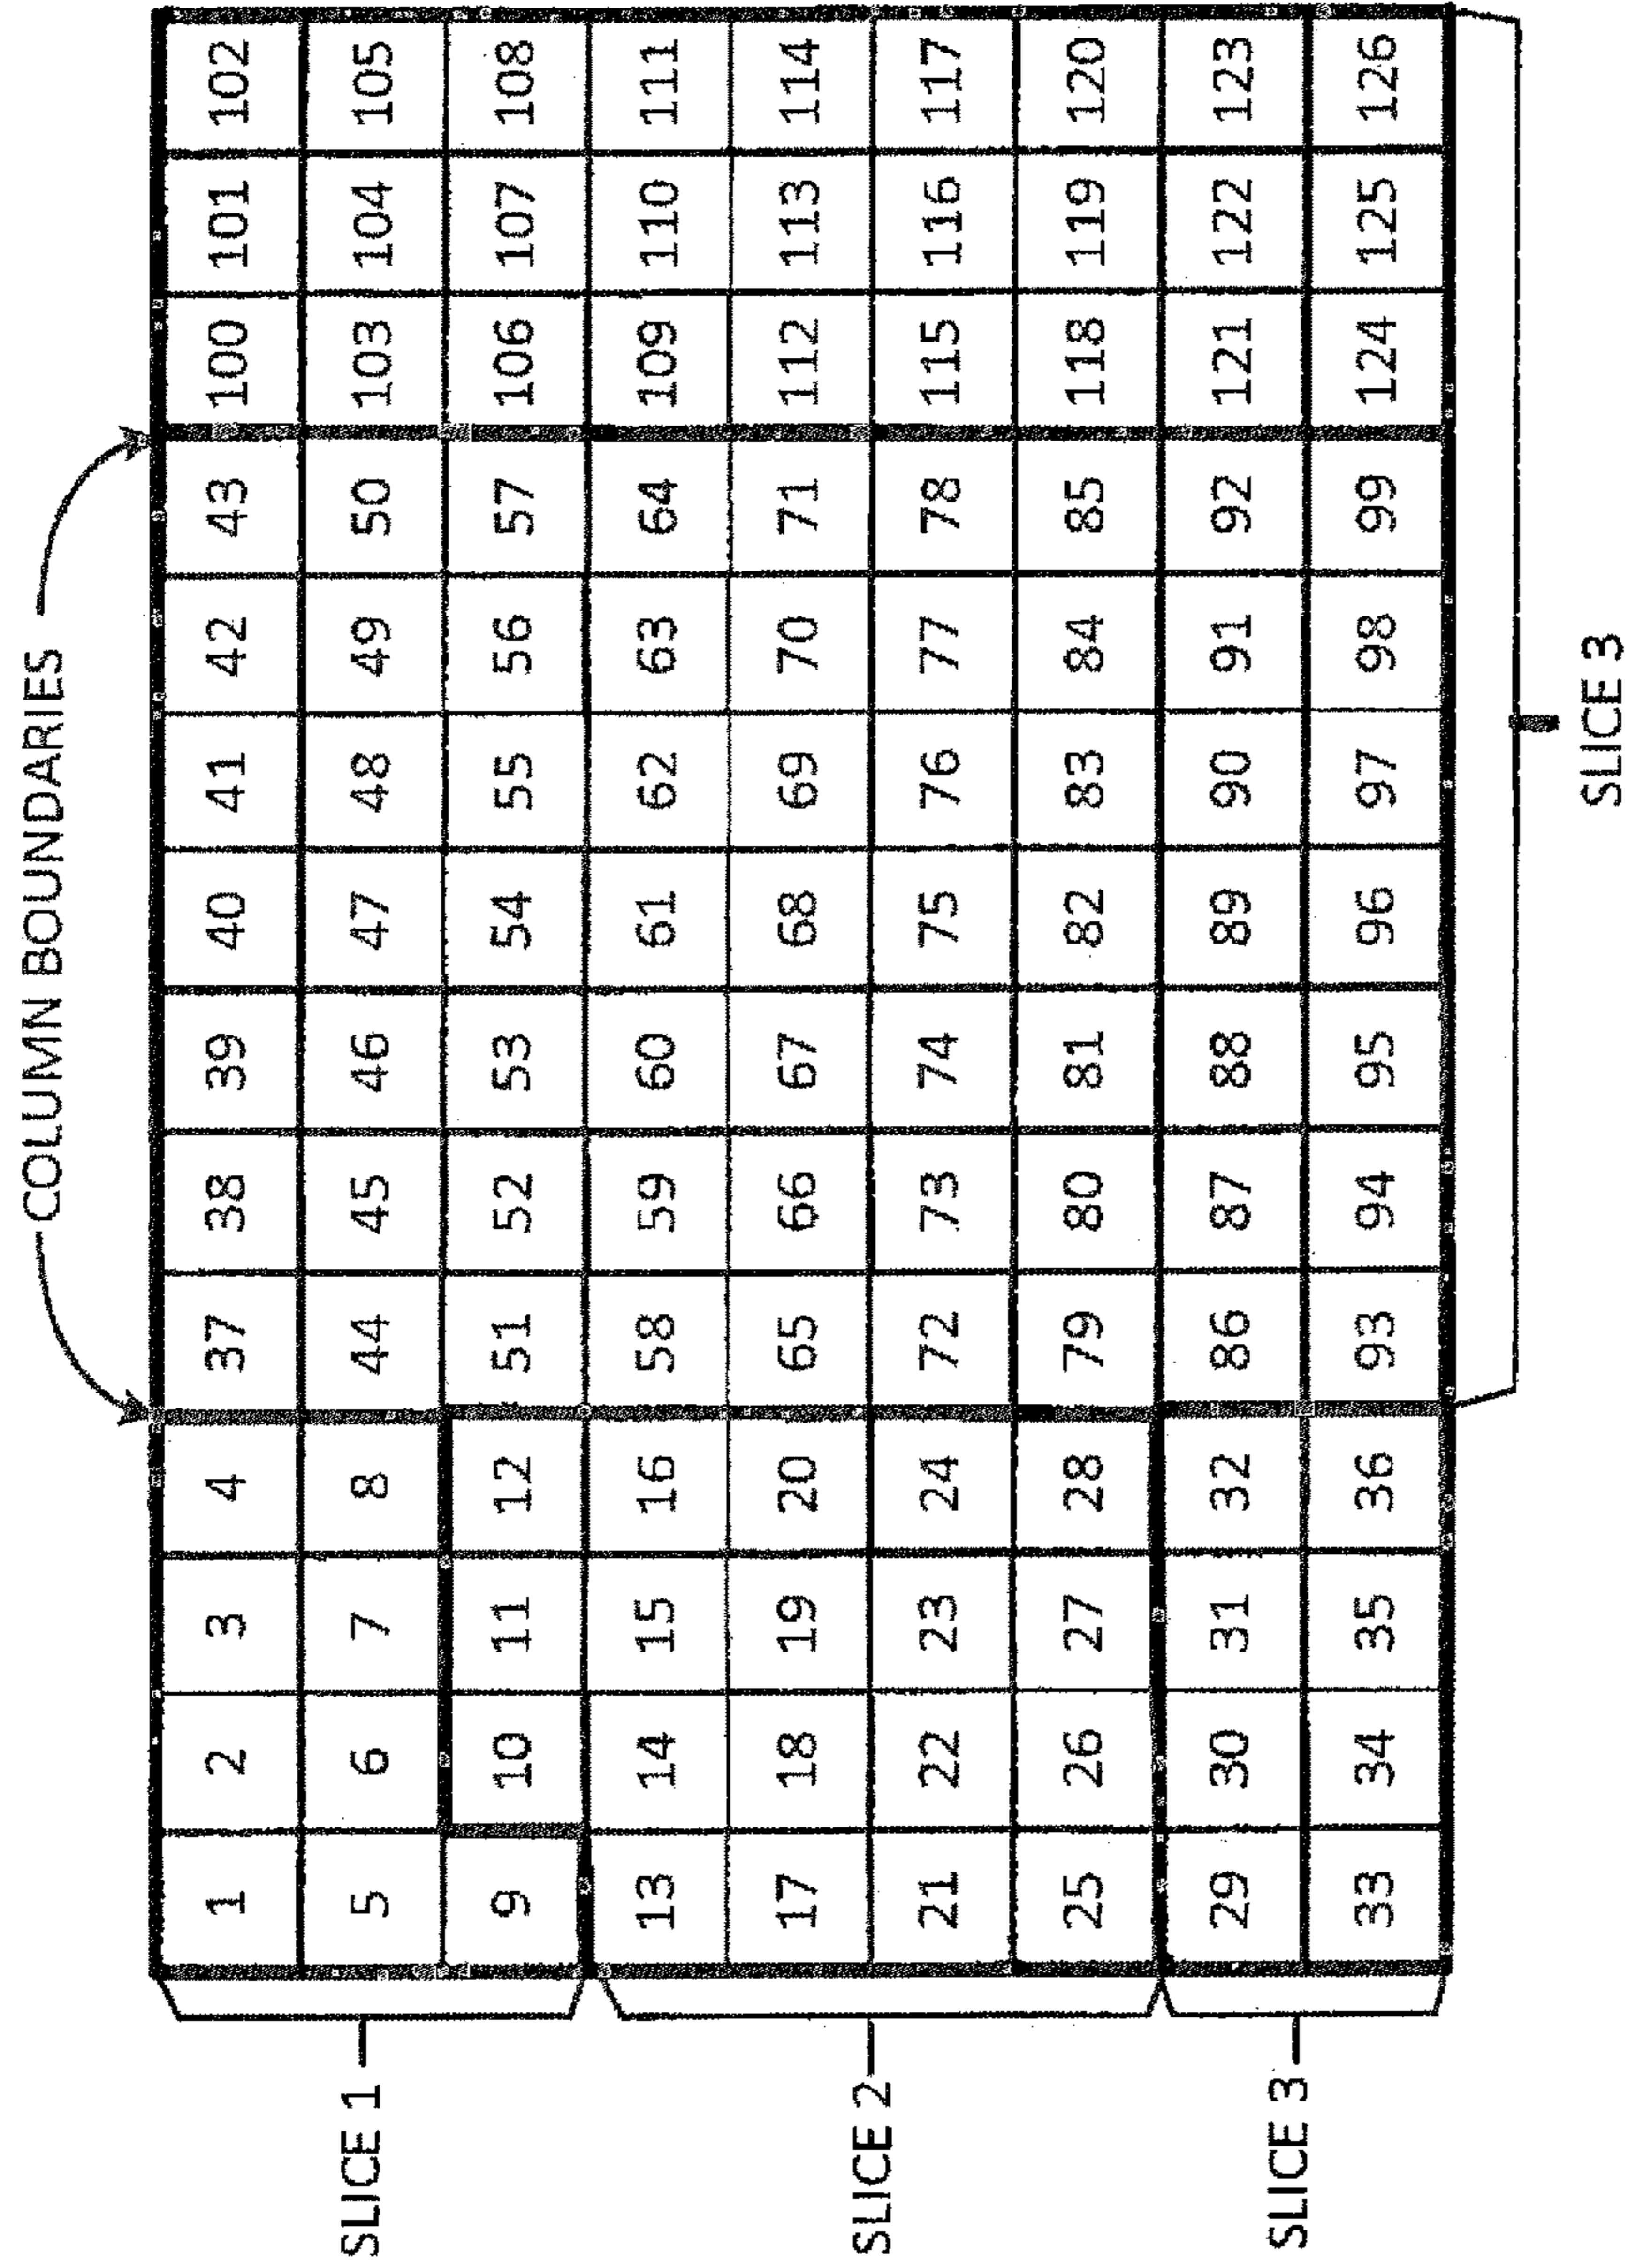 COLUMN BOUNDARIES
1 2 3 4 37 38 39 40 41 42 43 100 101 102
SLICE 1
5 6 7 8 44 45 46 47 48 49 50 103 104 105
9 10 11 12 51 52 53 54 55 56 57 106 107 108
13 14 15 16 58 59 60 61 62 63 64 109 110 111
17 18 19 20 65 66 67 68 69 70 71 112 113 114
SLICE 2
21 22 23 24 72 73 74 75 76 77 78 115 116 117
25 26 27 28 79 80 81 82 83 84 85 118 119 120
29 30 31 32 86 87 88 89 90 91 92 121 122 123
SLICE 3
33 34 35 36 93 94 95 96 97 98 99 124 125 126
SLICE 3